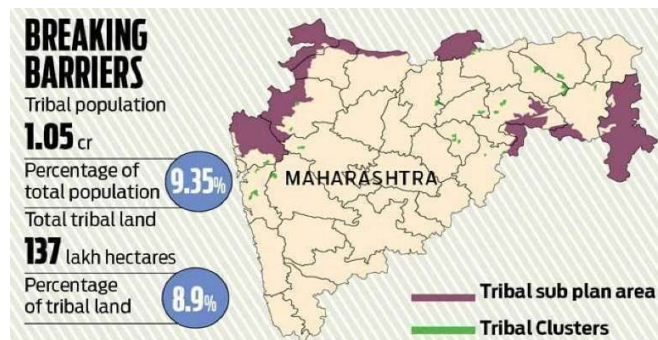 BREAKING
BARRIERS
Tribal population
1.05 cr
Percentage of
total population
9.35%
Total tribal land
137 lakh hectares
Percentage
of tribal land
8.9%
MAHARASHTRA
Tribal sub plan area
Tribal Clusters